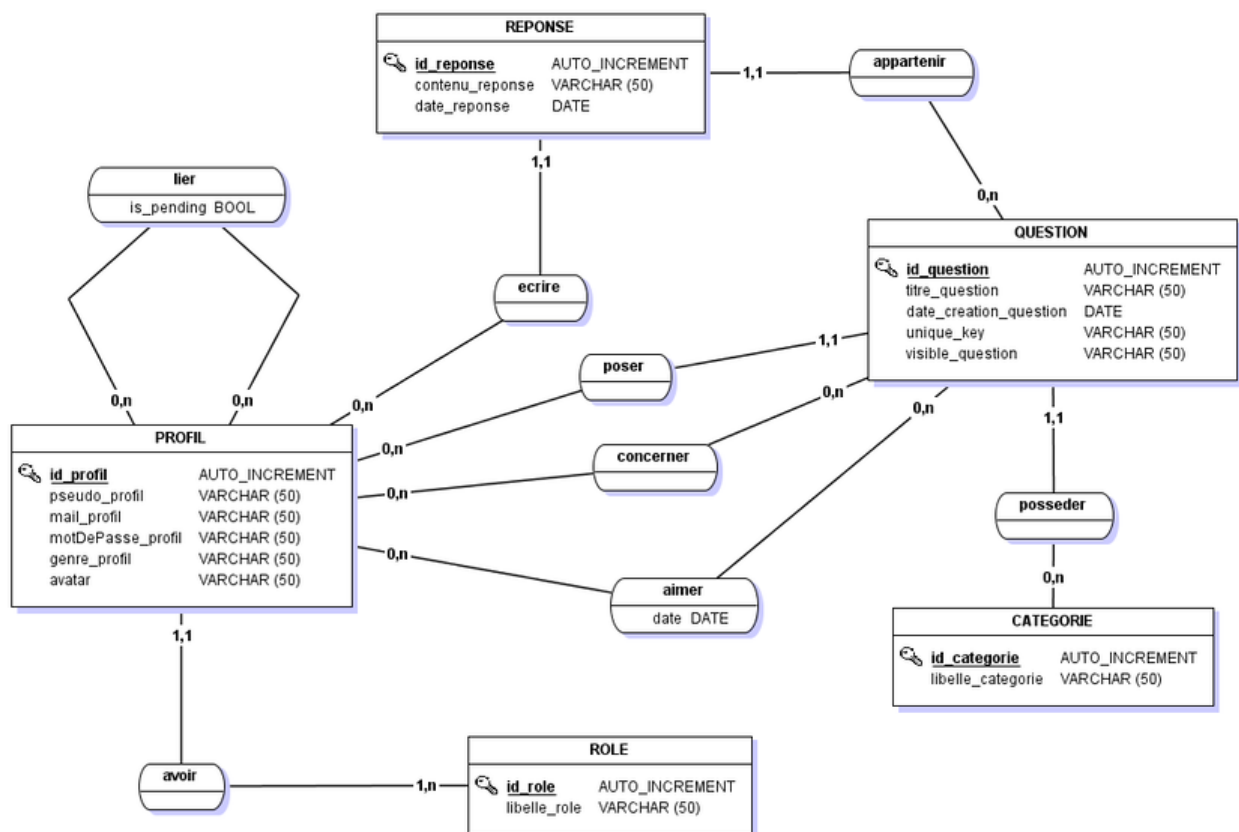 REPONSE
id_reponse AUTO_INCREMENT
contenu_reponse VARCHAR (50)
date_reponse DATE
1,1
appartenir
1,1
0,n
lier
is_pending BOOL
0,n
0,n
ecrire
0,n
QUESTION
id_question AUTO_INCREMENT
titre_question VARCHAR (50)
date_creation_question DATE
unique_key VARCHAR (50)
visible_question VARCHAR (50)
poser
1,1
0,n
concerner
0,n
0,n
aimer
date DATE
0,n
0,n
PROFIL
id_profil AUTO_INCREMENT
pseudo_profil VARCHAR (50)
mail_profil VARCHAR (50)
motDePasse_profil VARCHAR (50)
genre_profil VARCHAR (50)
avatar VARCHAR (50)
1,1
posseder
0,n
CATEGORIE
id_categorie AUTO_INCREMENT
libelle_categorie VARCHAR (50)
1,1
avoir
1,n
ROLE
id_role AUTO_INCREMENT
libelle_role VARCHAR (50)